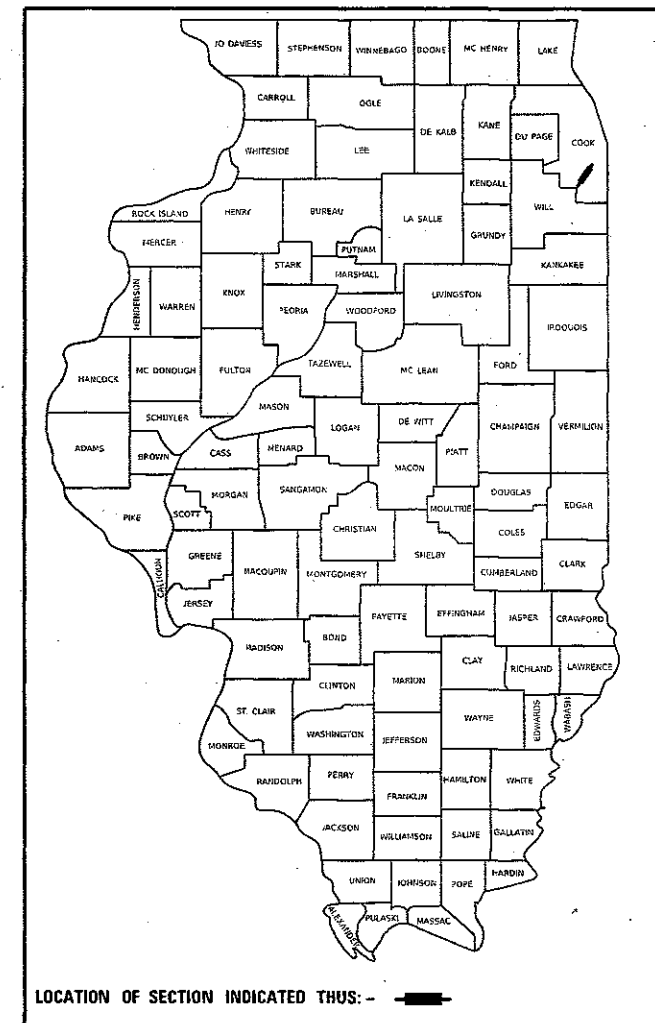 JO DAVIESS STEPHENSON WINNEBAGO BOONE MC HENRY LAKE
CARROLL OGLE DE KALB KANE DU PAGE COOK
WHITESIDE LEE KENDALL WILL
ROCK ISLAND HENRY BUREAU LA SALLE GRUNDY
MERCER STARK PUTNAM KANKAKEE
MARSHALL
HENDERSON WARREN KNOX PEORIA WOODFORD LIVINGSTON IROQUOIS
HANCOCK MC DONOUGH FULTON TAZEWELL MC LEAN FORD
SCHUYLER MASON LOGAN DE WITT CHAMPAIGN VERMILION
ADAMS BROWN CASS MENARD MACON PIATT
PIKE SCOTT MORGAN SANGAMON CHRISTIAN MOULTRIE DOUGLAS EDGAR
COLES
CALHOUN GREENE MACOUPIN MONTGOMERY SHELBY CUMBERLAND CLARK
JERSEY FAYETTE EFFINGHAM JASPER CRAWFORD
MADISON BOND
CLAY RICHLAND LAWRENCE
CLINTON MARION
ST. CLAIR WAYNE EDWARDS WABASH
MONROE WASHINGTON JEFFERSON
RANDOLPH PERRY HAMILTON WHITE
FRANKLIN
JACKSON WILLIAMSON SALINE GALLATIN
UNION JOHNSON POPE HARDIN
ALEXANDER PULASKI MASSAC
LOCATION OF SECTION INDICATED THUS: -